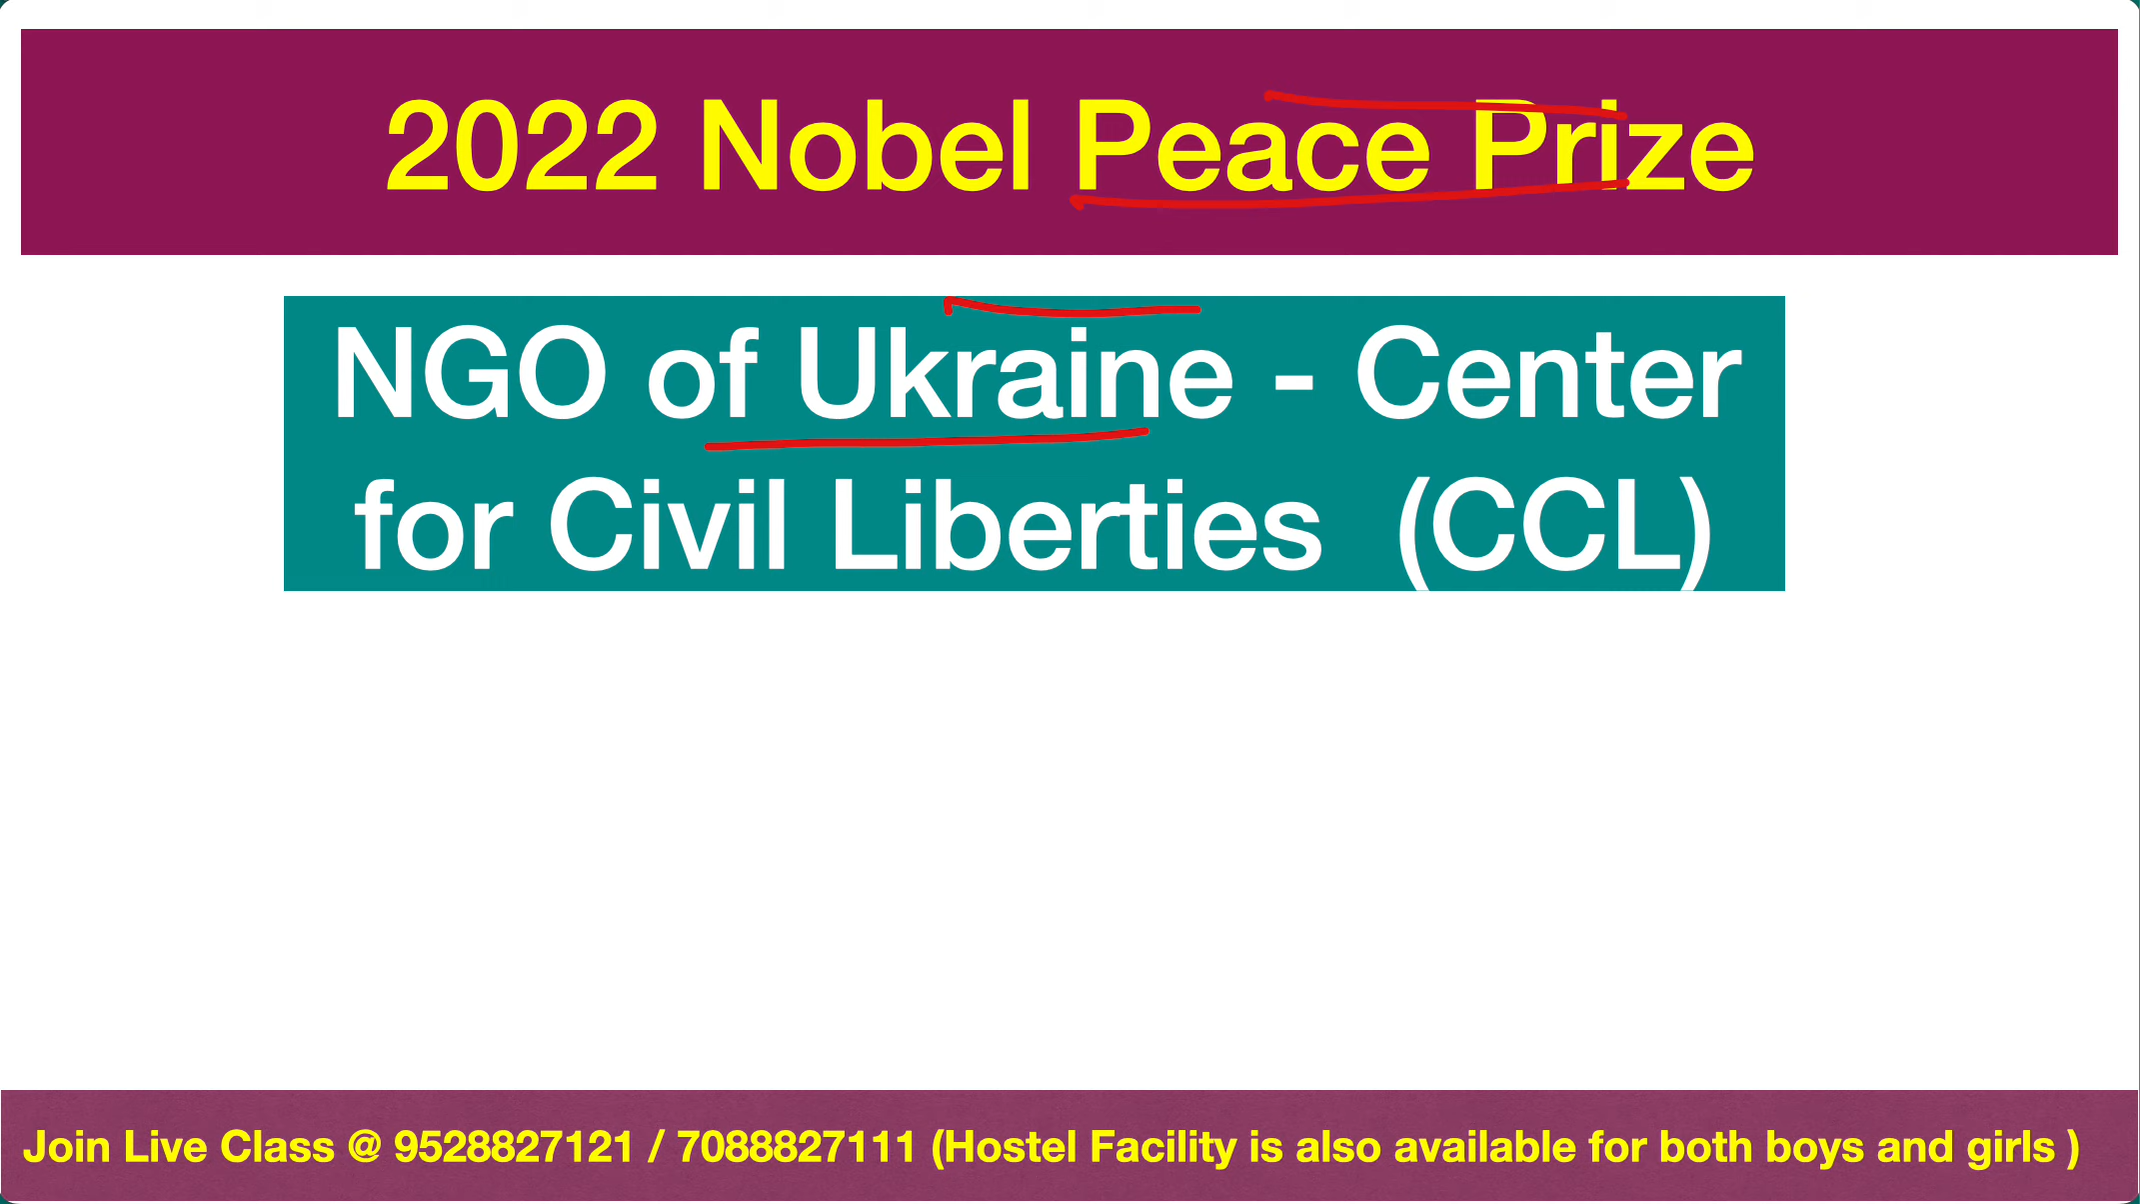 2022 Nobel Peace Prize
NGO of Ukraine - Center
for Civil Liberties (CCL)
Join Live Class @ 9528827121 / 7088827111 (Hostel Facility is also available for both boys and girls )